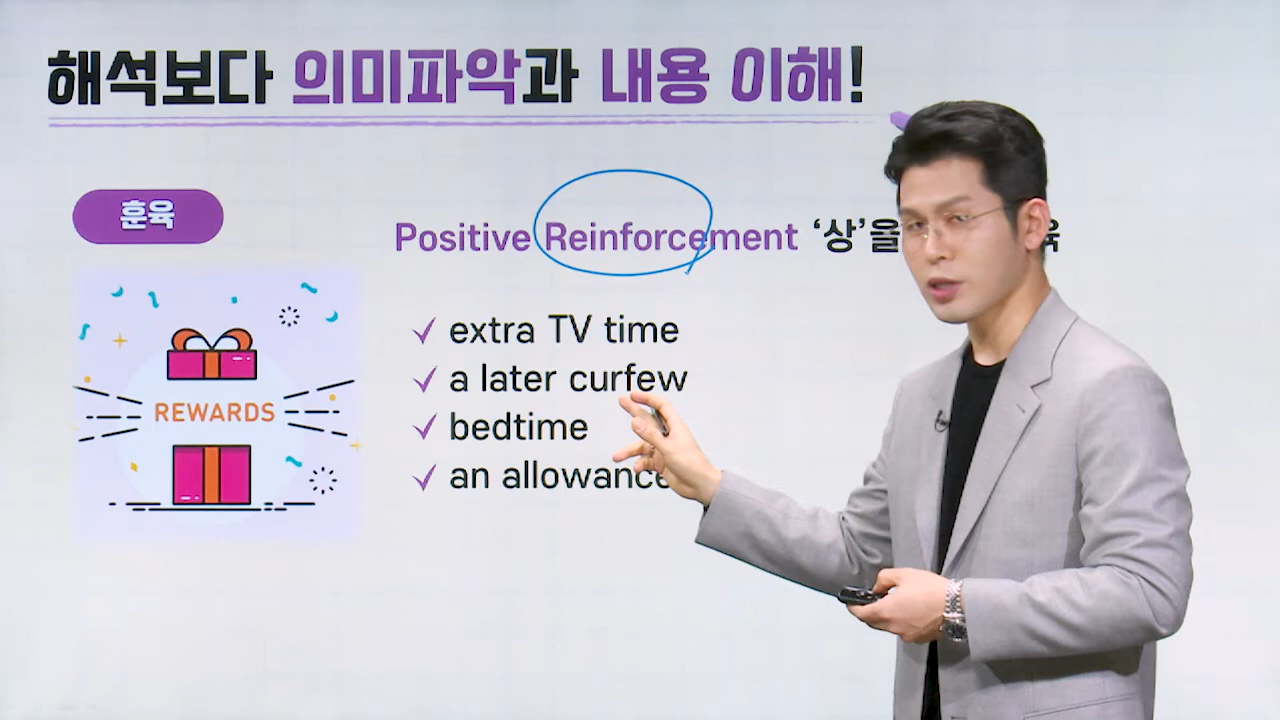 해석보다 의미파악과 내용 이해!
훈육
Positive Reinforcement ‘상’을 육
REWARDS
extra TV time
a later curfew
bedtime
an allowance